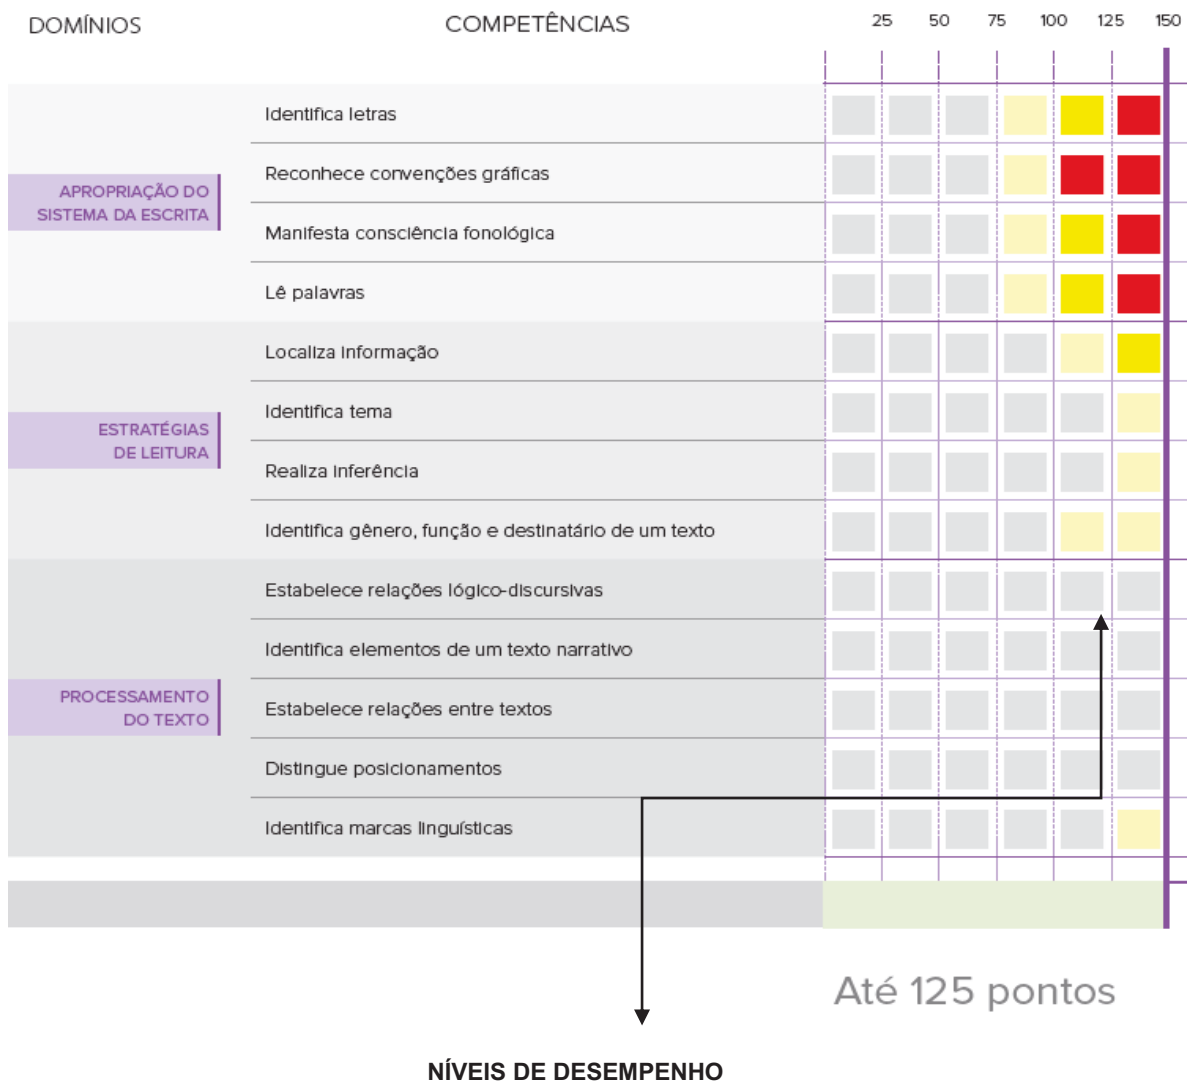 DOMÍNIOS
COMPETÊNCIAS
25 50 75 100 125 150
APROPRIAÇÃO DO
SISTEMA DA ESCRITA
Identifica letras
Reconhece convenções gráficas
Manifesta consciência fonológica
Lê palavras
ESTRATÉGIAS
DE LEITURA
Localiza informação
Identifica tema
Realiza inferência
Identifica gênero, função e destinatário de um texto
PROCESSAMENTO
DO TEXTO
Estabelece relações lógico-discursivas
Identifica elementos de um texto narrativo
Estabelece relações entre textos
Distingue posicionamentos
Identifica marcas linguísticas
Até 125 pontos
NÍVEIS DE DESEMPENHO